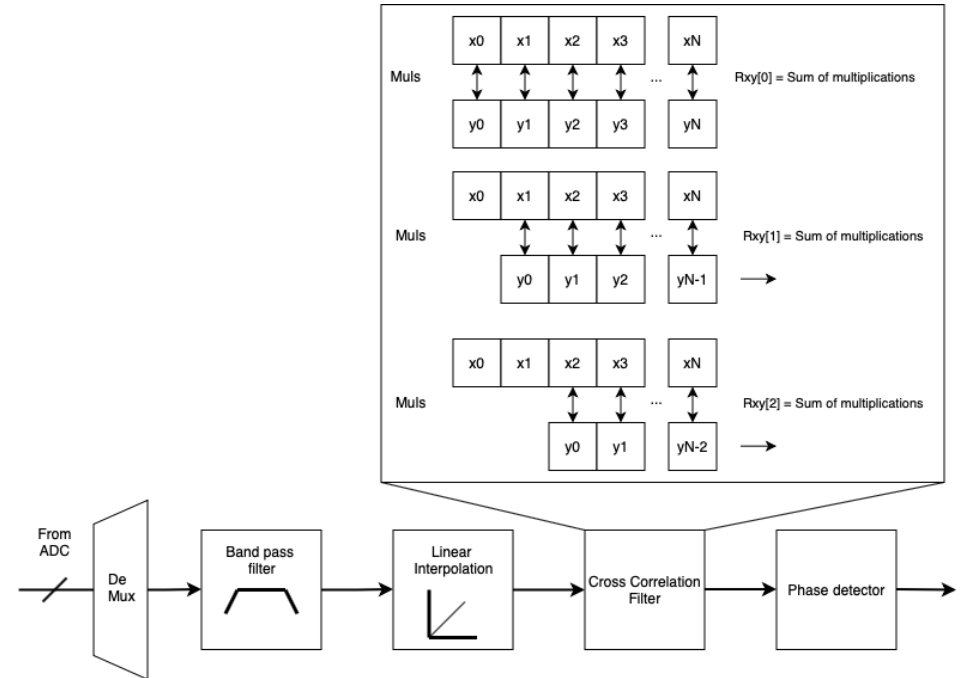 x0 x1 x2 x3 xN
Muls ... Rxy[0] = Sum of multiplications
y0 y1 y2 y3 yN
x0 x1 x2 x3 xN
Muls ... Rxy[1] = Sum of multiplications
y0 y1 y2 yN-1
x0 x1 x2 x3 xN
Muls ... Rxy[2] = Sum of multiplications
y0 y1 yN-2
From
ADC
De
Mux
Band pass
filter
Linear
Interpolation
Cross Correlation
Filter
Phase detector